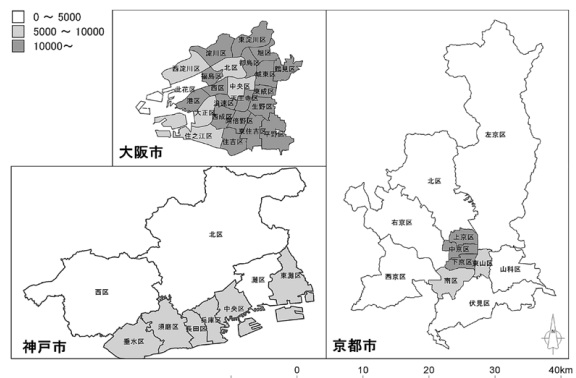 0 ～ 5000
5000 ～ 10000
10000～
東淀川区
淀川区
旭区
西淀川区
北区
都島区
城東区
鶴見区
福島区
此花区
中央区
西区
東成区
港区
天王寺区
浪速区
生野区
大正区
西成区
阿倍野区
東住吉区
平野区
住之江区
住吉区
大阪市
北区
西区
灘区
東灘区
中央区
兵庫区
長田区
須磨区
垂水区
神戸市
左京区
北区
右京区
上京区
中京区
下京区
東山区
山科区
西京区
南区
伏見区
京都市
0 10 20 30 40km